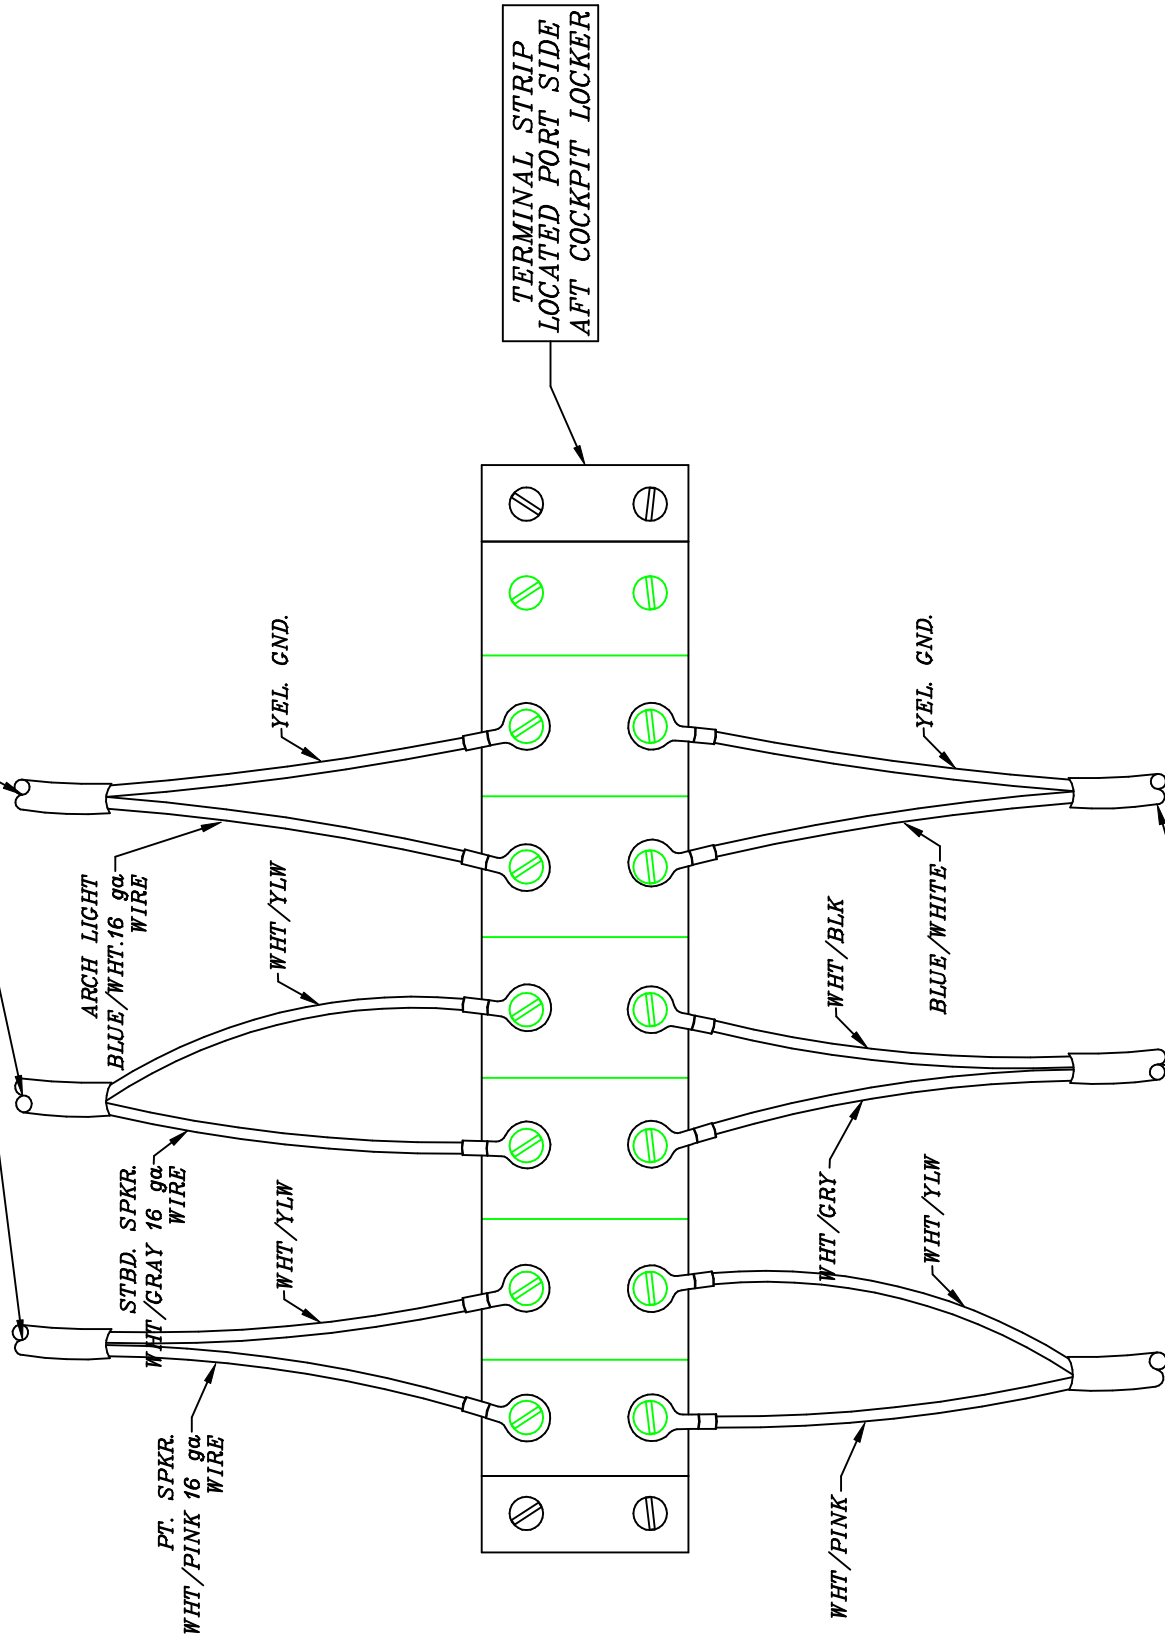 TERMINAL STRIP
LOCATED PORT SIDE
AFT COCKPIT LOCKER
YEL. GND.
ARCH LIGHT
BLUE/WHT.16 ga
WIRE
WHT/YLW
STBD. SPKR.
WHT/GRAY 16 ga
WIRE
WHT/YLW
PT. SPKR.
WHT/PINK 16 ga
WIRE
YEL. GND.
BLUE/WHITE
WHT/BLK
WHT/GRY
WHT/YLW
WHT/PINK